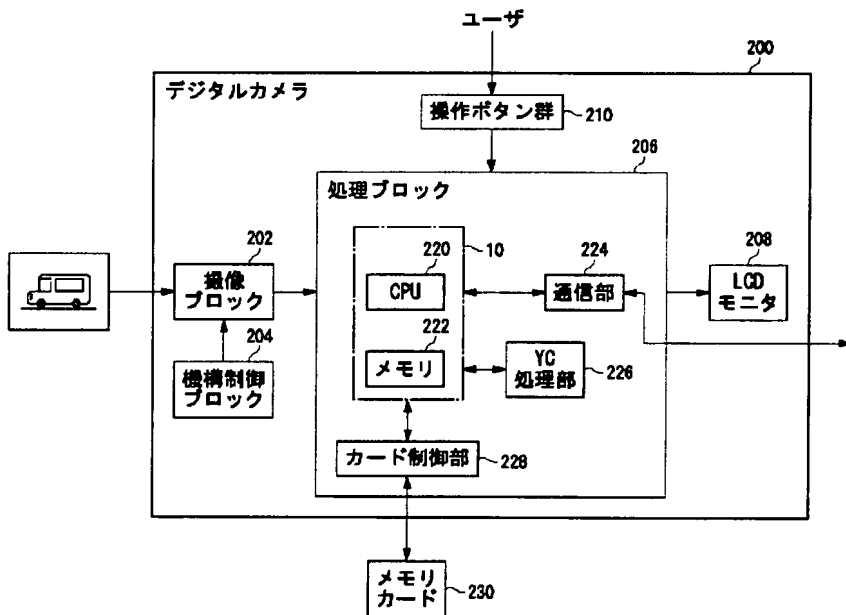 ユーザ
200
デジタルカメラ
操作ボタン群
210
206
処理ブロック
202
撮像
ブロック
204
機構制御
ブロック
10
220
CPU
222
メモリ
224
通信部
YC
処理部
226
208
LCD
モニタ
カード制御部
228
メモリ
カード
230